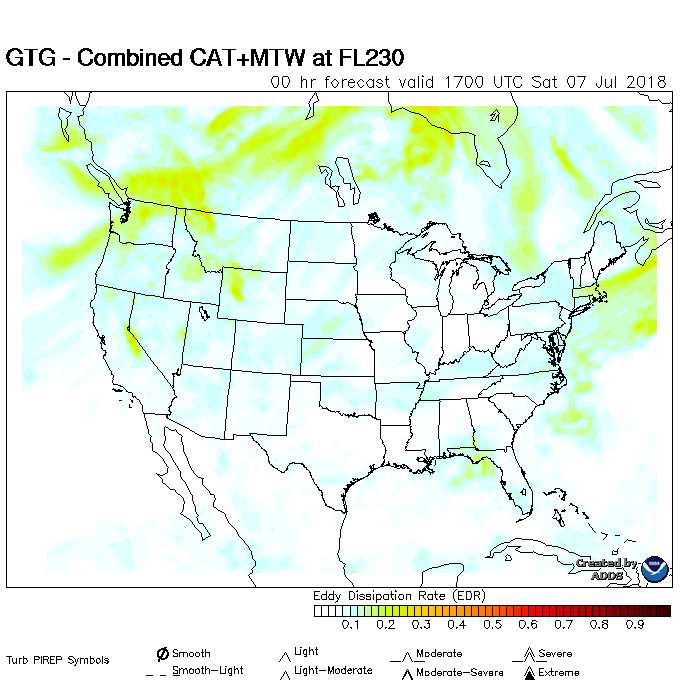 GTG - Combined CAT+MTW at FL230
00 hr forecast valid 1700 UTC Sat 07 Jul 2018
Created by
ADDS
Eddy Dissipation Rate (EDR)
0.1 0.2 0.3 0.4 0.5 0.6 0.7 0.8 0.9
Turb PIREP Symbols
Smooth Light Moderate Severe
Smooth-Light Light-Moderate Moderate-Severe Extreme